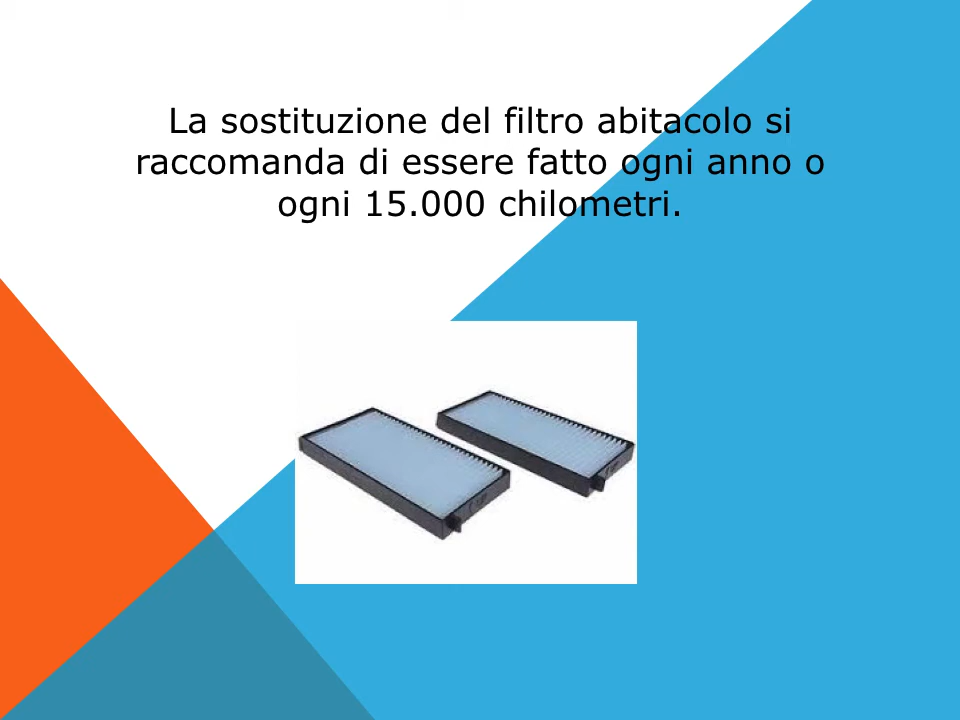 La sostituzione del filtro abitacolo si
raccomanda di essere fatto ogni anno o
ogni 15.000 chilometri.